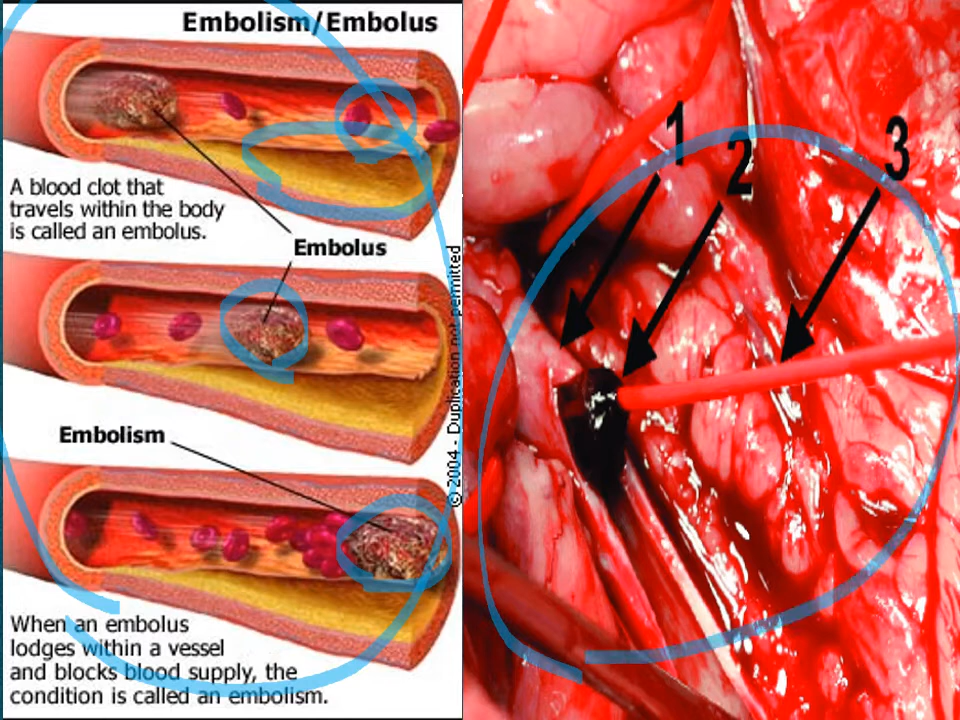 Embolism/Embolus
A blood clot that
travels within the body
is called an embolus.
Embolus
Embolism
When an embolus
lodges within a vessel
and blocks blood supply, the
condition is called an embolism.
© 2004 - Duplication not permitted
1
2
3